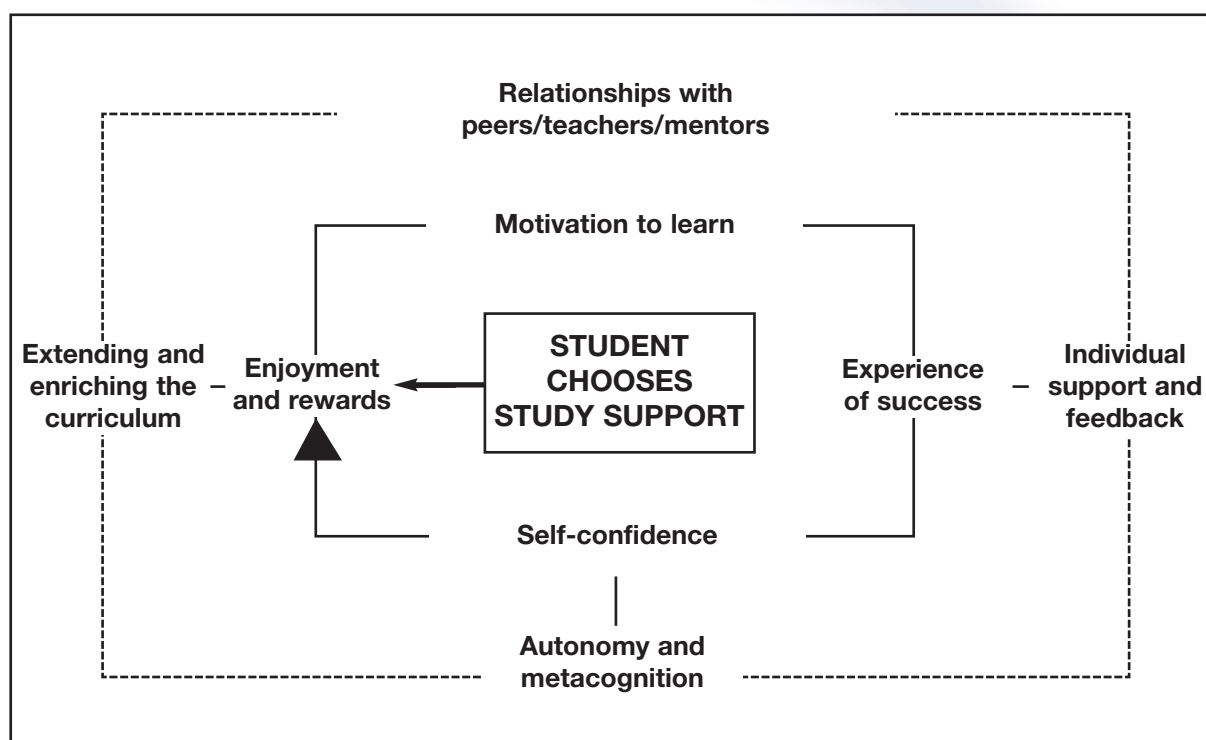 Relationships with
peers/teachers/mentors
Motivation to learn
Extending and
enriching the
curriculum
Enjoyment
and rewards
STUDENT
CHOOSES
STUDY SUPPORT
Experience
of success
Individual
support and
feedback
Self-confidence
Autonomy and
metacognition